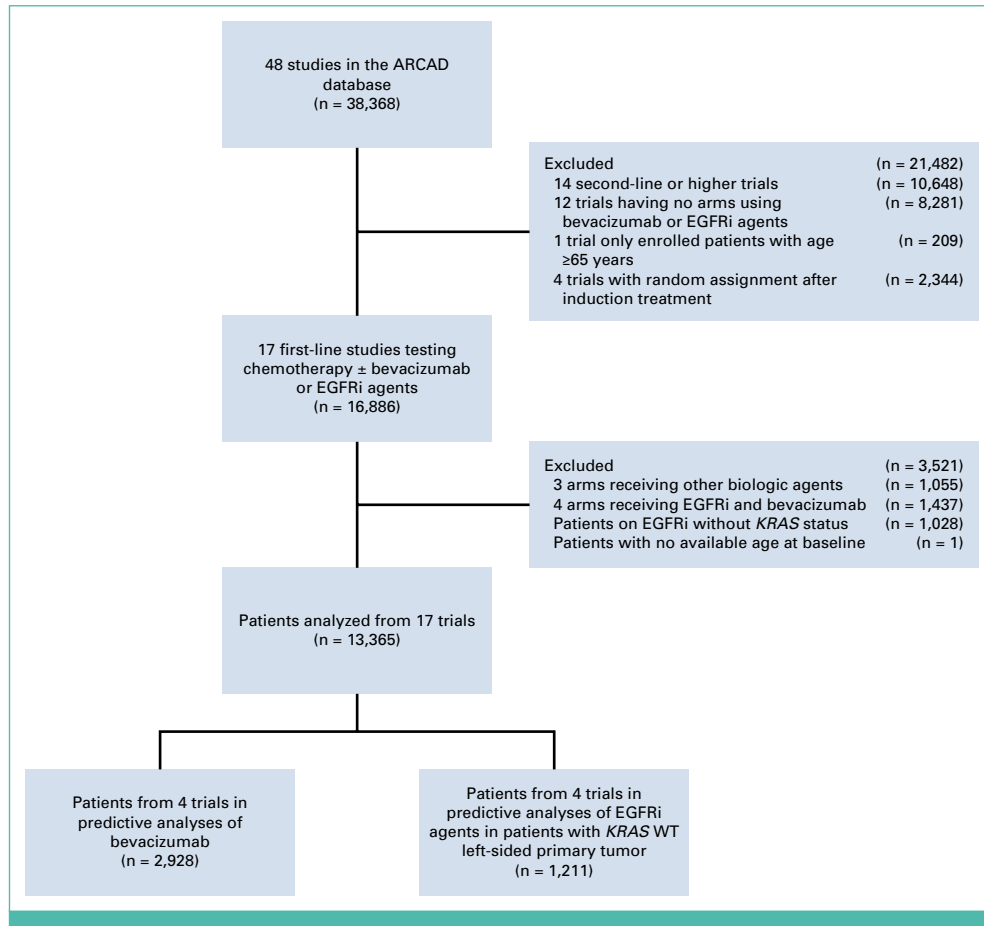 48 studies in the ARCAD
database
(n = 38,368)
Excluded (n = 21,482)
14 second-line or higher trials (n = 10,648)
12 trials having no arms using (n = 8,281)
bevacizumab or EGFRi agents
1 trial only enrolled patients with age (n = 209)
≥65 years
4 trials with random assignment after (n = 2,344)
induction treatment
17 first-line studies testing
chemotherapy ± bevacizumab
or EGFRi agents
(n = 16,886)
Excluded (n = 3,521)
3 arms receiving other biologic agents (n = 1,055)
4 arms receiving EGFRi and bevacizumab (n = 1,437)
Patients on EGFRi without KRAS status (n = 1,028)
Patients with no available age at baseline (n = 1)
Patients analyzed from 17 trials
(n = 13,365)
Patients from 4 trials in
predictive analyses of
bevacizumab
(n = 2,928)
Patients from 4 trials in
predictive analyses of EGFRi
agents in patients with KRAS WT
left-sided primary tumor
(n = 1,211)